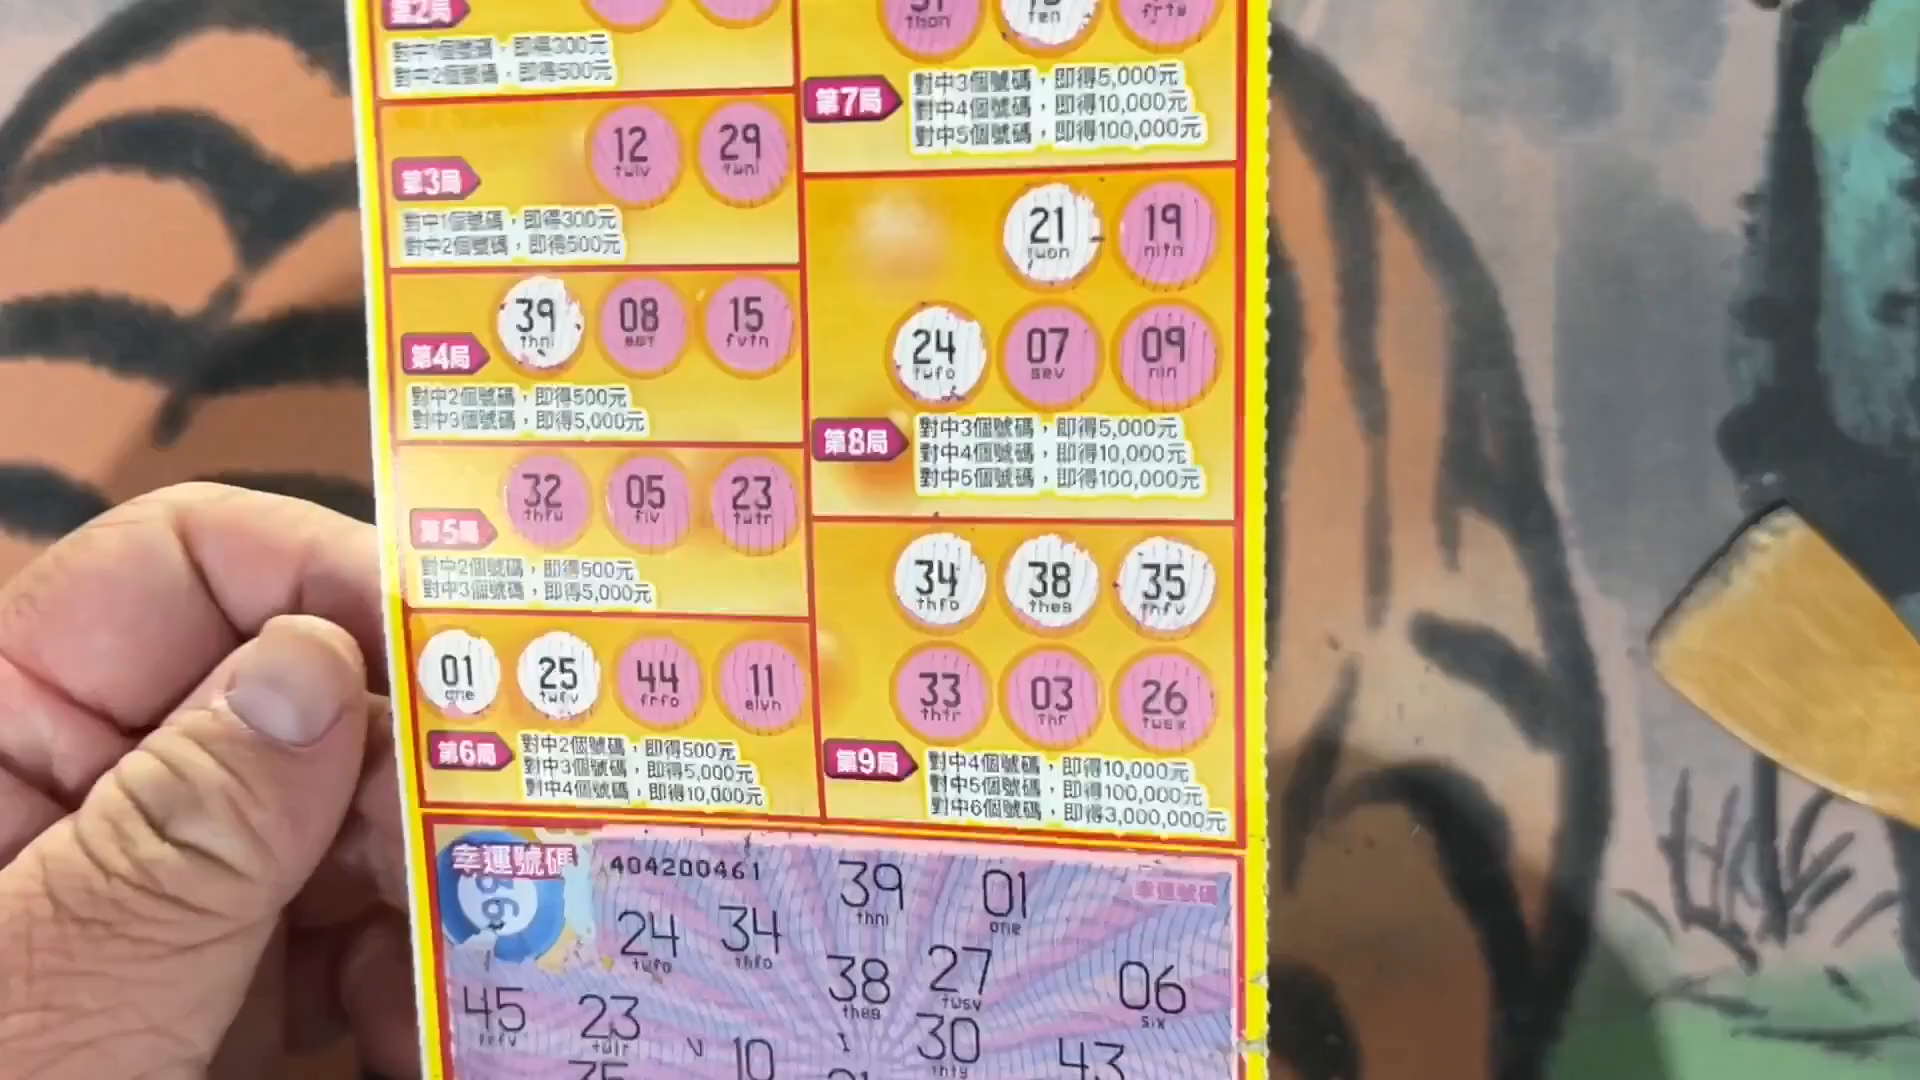 第2局
對中1個號碼，即得300元
對中2個號碼，即得500元
12 29
twlv twni
第3局
對中1個號碼，即得300元
對中2個號碼，即得500元
39 08 15
thni egt fvtn
第4局
對中2個號碼，即得500元
對中3個號碼，即得5,000元
32 05 23
fiv twtr
第5局
對中2個號碼，即得500元
對中3個號碼，即得5,000元
01 25 44 11
one twfv frfo elvn
第6局
對中2個號碼，即得500元
對中3個號碼，即得5,000元
對中4個號碼，即得10,000元
thon ten frty
第7局
對中3個號碼，即得5,000元
對中4個號碼，即得10,000元
對中5個號碼，即得100,000元
21 19
twon nitn
24 07 09
twfo sev nin
第8局
對中3個號碼，即得5,000元
對中4個號碼，即得10,000元
對中5個號碼，即得100,000元
34 38 35
thfo theg thfv
33 03 26
thtr thr twsx
第9局
對中4個號碼，即得10,000元
對中5個號碼，即得100,000元
對中6個號碼，即得3,000,000元
幸運號碼
404200461
39 01
thni one
幸運號碼
24 34
twfo thfo
38 27 06
theg twsv six
45 23
frfv twtr
10 30 43
thty